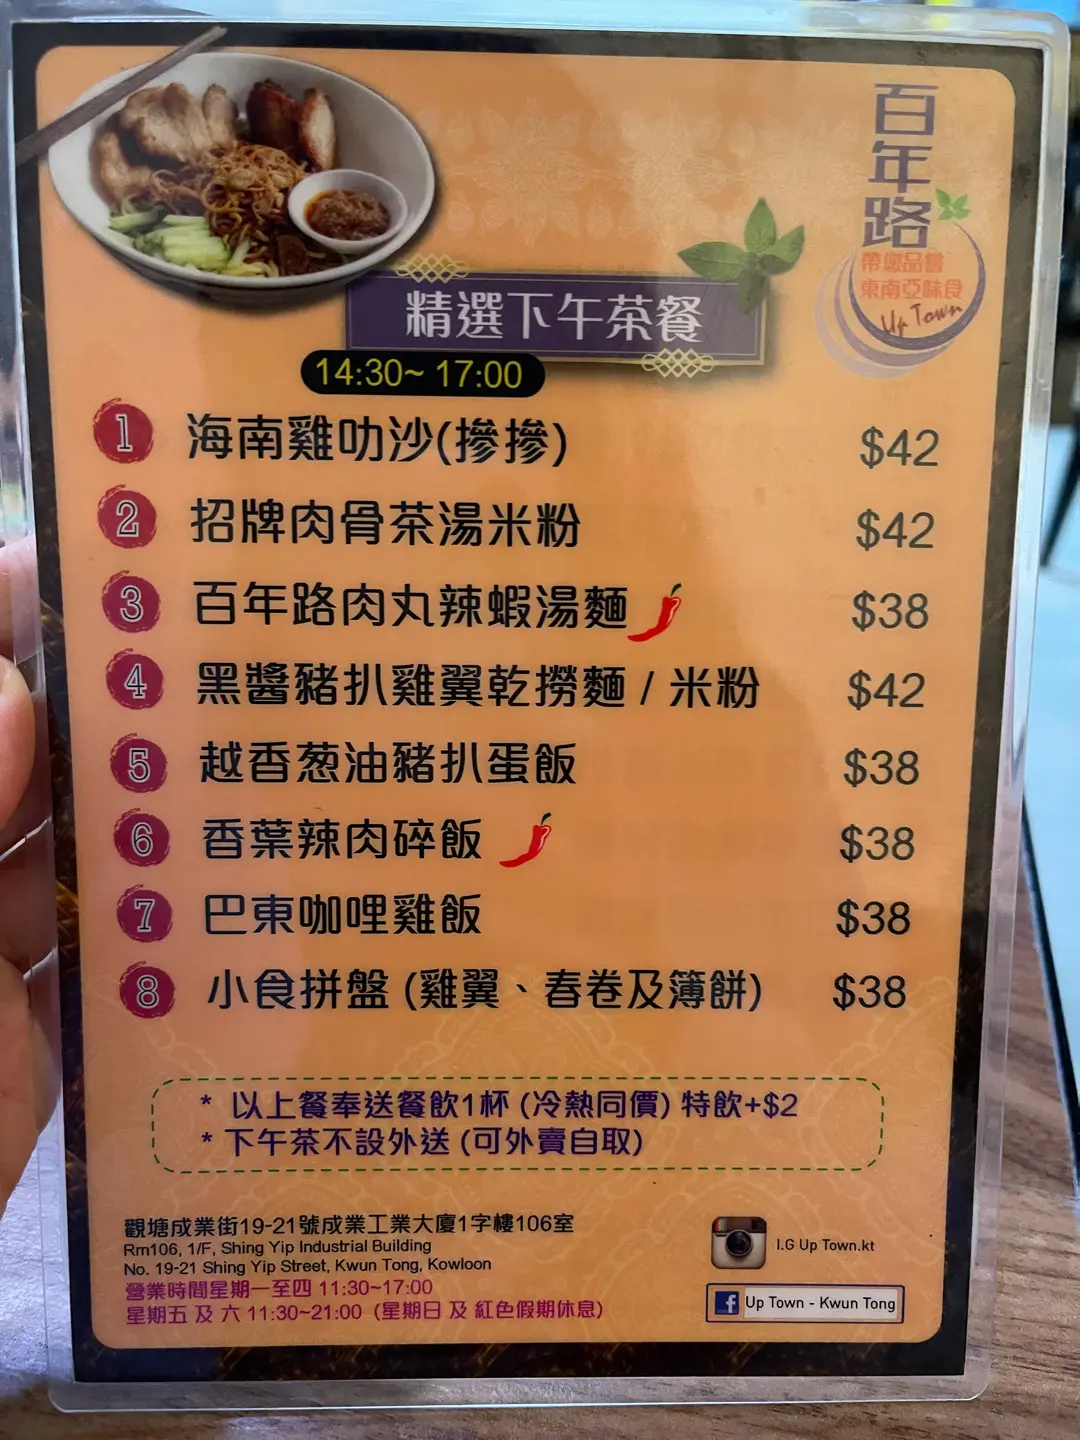 百年路
帶您品嘗
東南亞味食
Up Town
精選下午茶餐
14:30~ 17:00
1 海南雞叻沙(摻摻) $42
2 招牌肉骨茶湯米粉 $42
3 百年路肉丸辣蝦湯麵 $38
4 黑醬豬扒雞翼乾撈麵 / 米粉 $42
5 越香葱油豬扒蛋飯 $38
6 香葉辣肉碎飯 $38
7 巴東咖哩雞飯 $38
8 小食拼盤 (雞翼、春卷及簿餅) $38
* 以上餐奉送餐飲1杯 (冷熱同價) 特飲+$2
* 下午茶不設外送 (可外賣自取)
觀塘成業街19-21號成業工業大廈1字樓106室
Rm106, 1/F, Shing Yip Industrial Building
No. 19-21 Shing Yip Street, Kwun Tong, Kowloon
營業時間星期一至四 11:30~17:00
星期五 及 六 11:30~21:00 (星期日 及 紅色假期休息)
I.G Up Town.kt
f Up Town - Kwun Tong